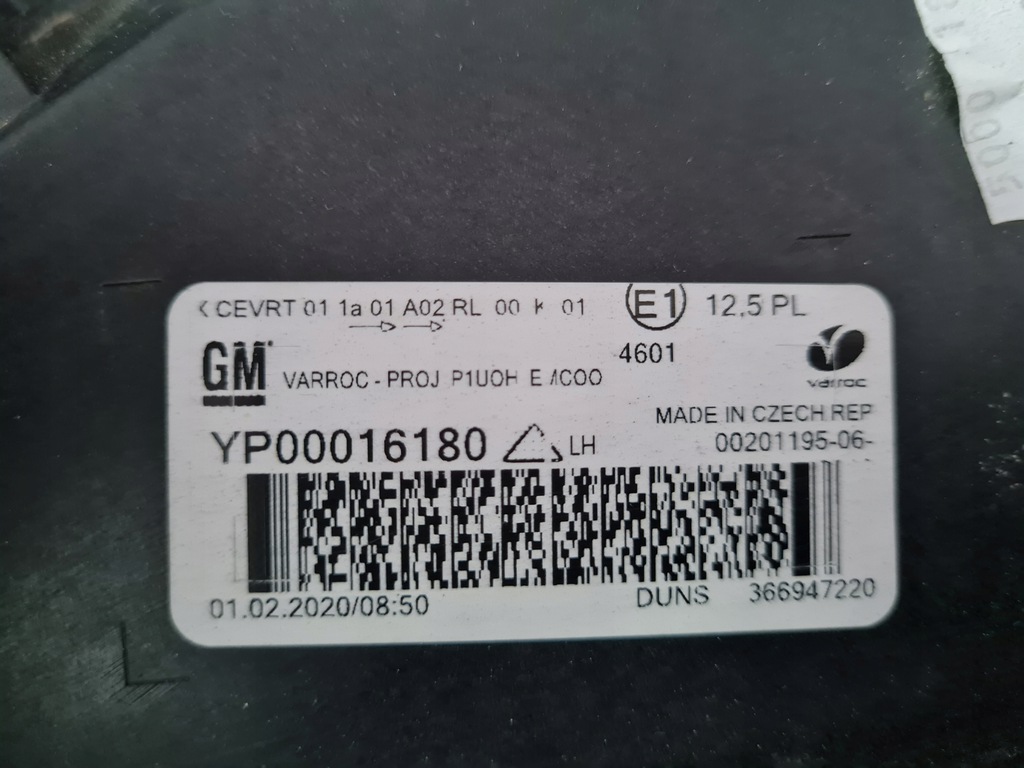 CEVRT 01 1a 01 A02 RL 00 K 01 E1 12,5 PL
4601
GM VARROC - PROJ P1UOH
varroc
MADE IN CZECH REP
YP00016180 LH 00201195-06-
01.02.2020/08:50 DUNS 366947220
5000